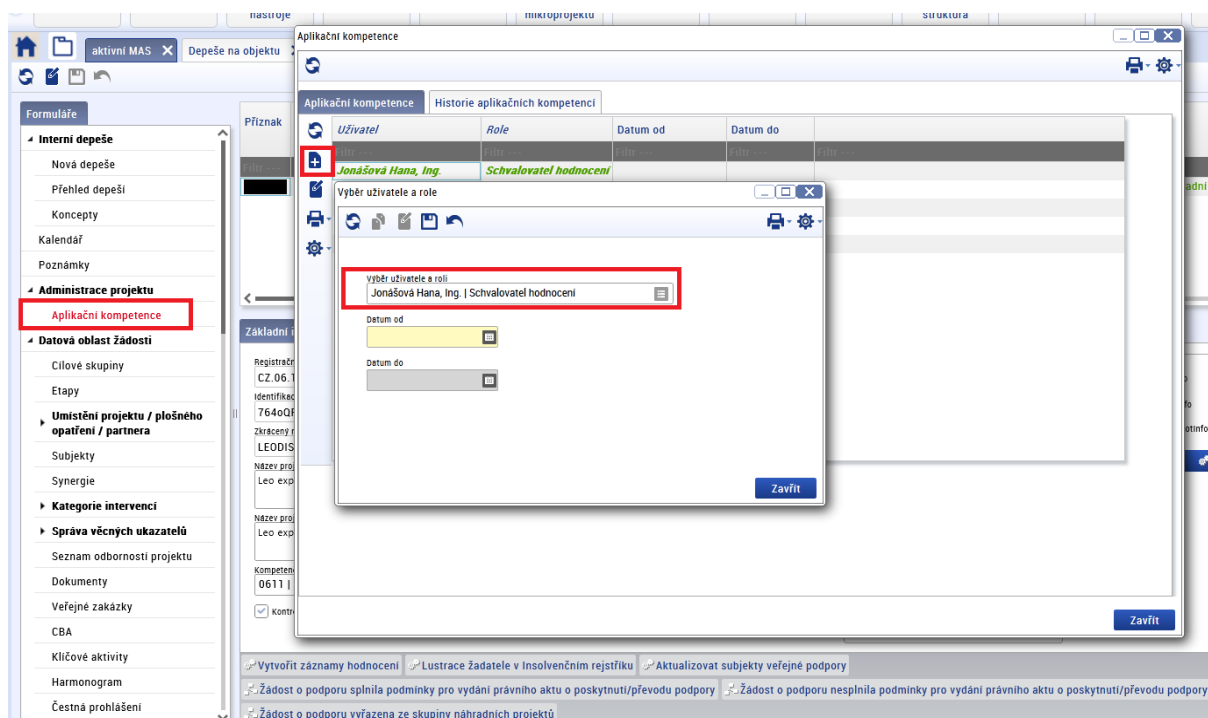 nástroje
mikroprojektu
struktura
aktivní MAS
Depeše na objektu
Aplikační kompetence
Formuláře
Interní depeše
Nová depeše
Přehled depeší
Koncepty
Kalendář
Poznámky
Administrace projektu
Aplikační kompetence
Datová oblast žádosti
Cílové skupiny
Etapy
Umístění projektu / plošného
opatření / partnera
Subjekty
Synergie
Kategorie intervencí
Správa věcných ukazatelů
Seznam odborností projektu
Dokumenty
Veřejné zakázky
CBA
Klíčové aktivity
Harmonogram
Čestná prohlášení
Příznak
Filtr ---
Základní i
Registračn
CZ.06.1
Identifikač
764oQF
Zkrácený n
LEODIS
Název proj
Leo exp
Název proj
Leo exp
Kompeten
0611 |
Kontr
Aplikační kompetence
Historie aplikačních kompetencí
Uživatel Role Datum od Datum do
Filtr --- Filtr --- Filtr --- Filtr --- Filtr ---
Jonášová Hana, Ing. Schvalovatel hodnocení
Výběr uživatele a role
Výběr uživatele a rolí
Jonášová Hana, Ing. | Schvalovatel hodnocení
Datum od
Datum do
Zavřít
Zavřít
Vytvořit záznamy hodnocení Lustrace žadatele v Insolvenčním rejstříku Aktualizovat subjekty veřejné podpory
Žádost o podporu splnila podmínky pro vydání právního aktu o poskytnutí/převodu podpory Žádost o podporu nesplnila podmínky pro vydání právního aktu o poskytnutí/převodu podpory
Žádost o podporu vyřazena ze skupiny náhradních projektů